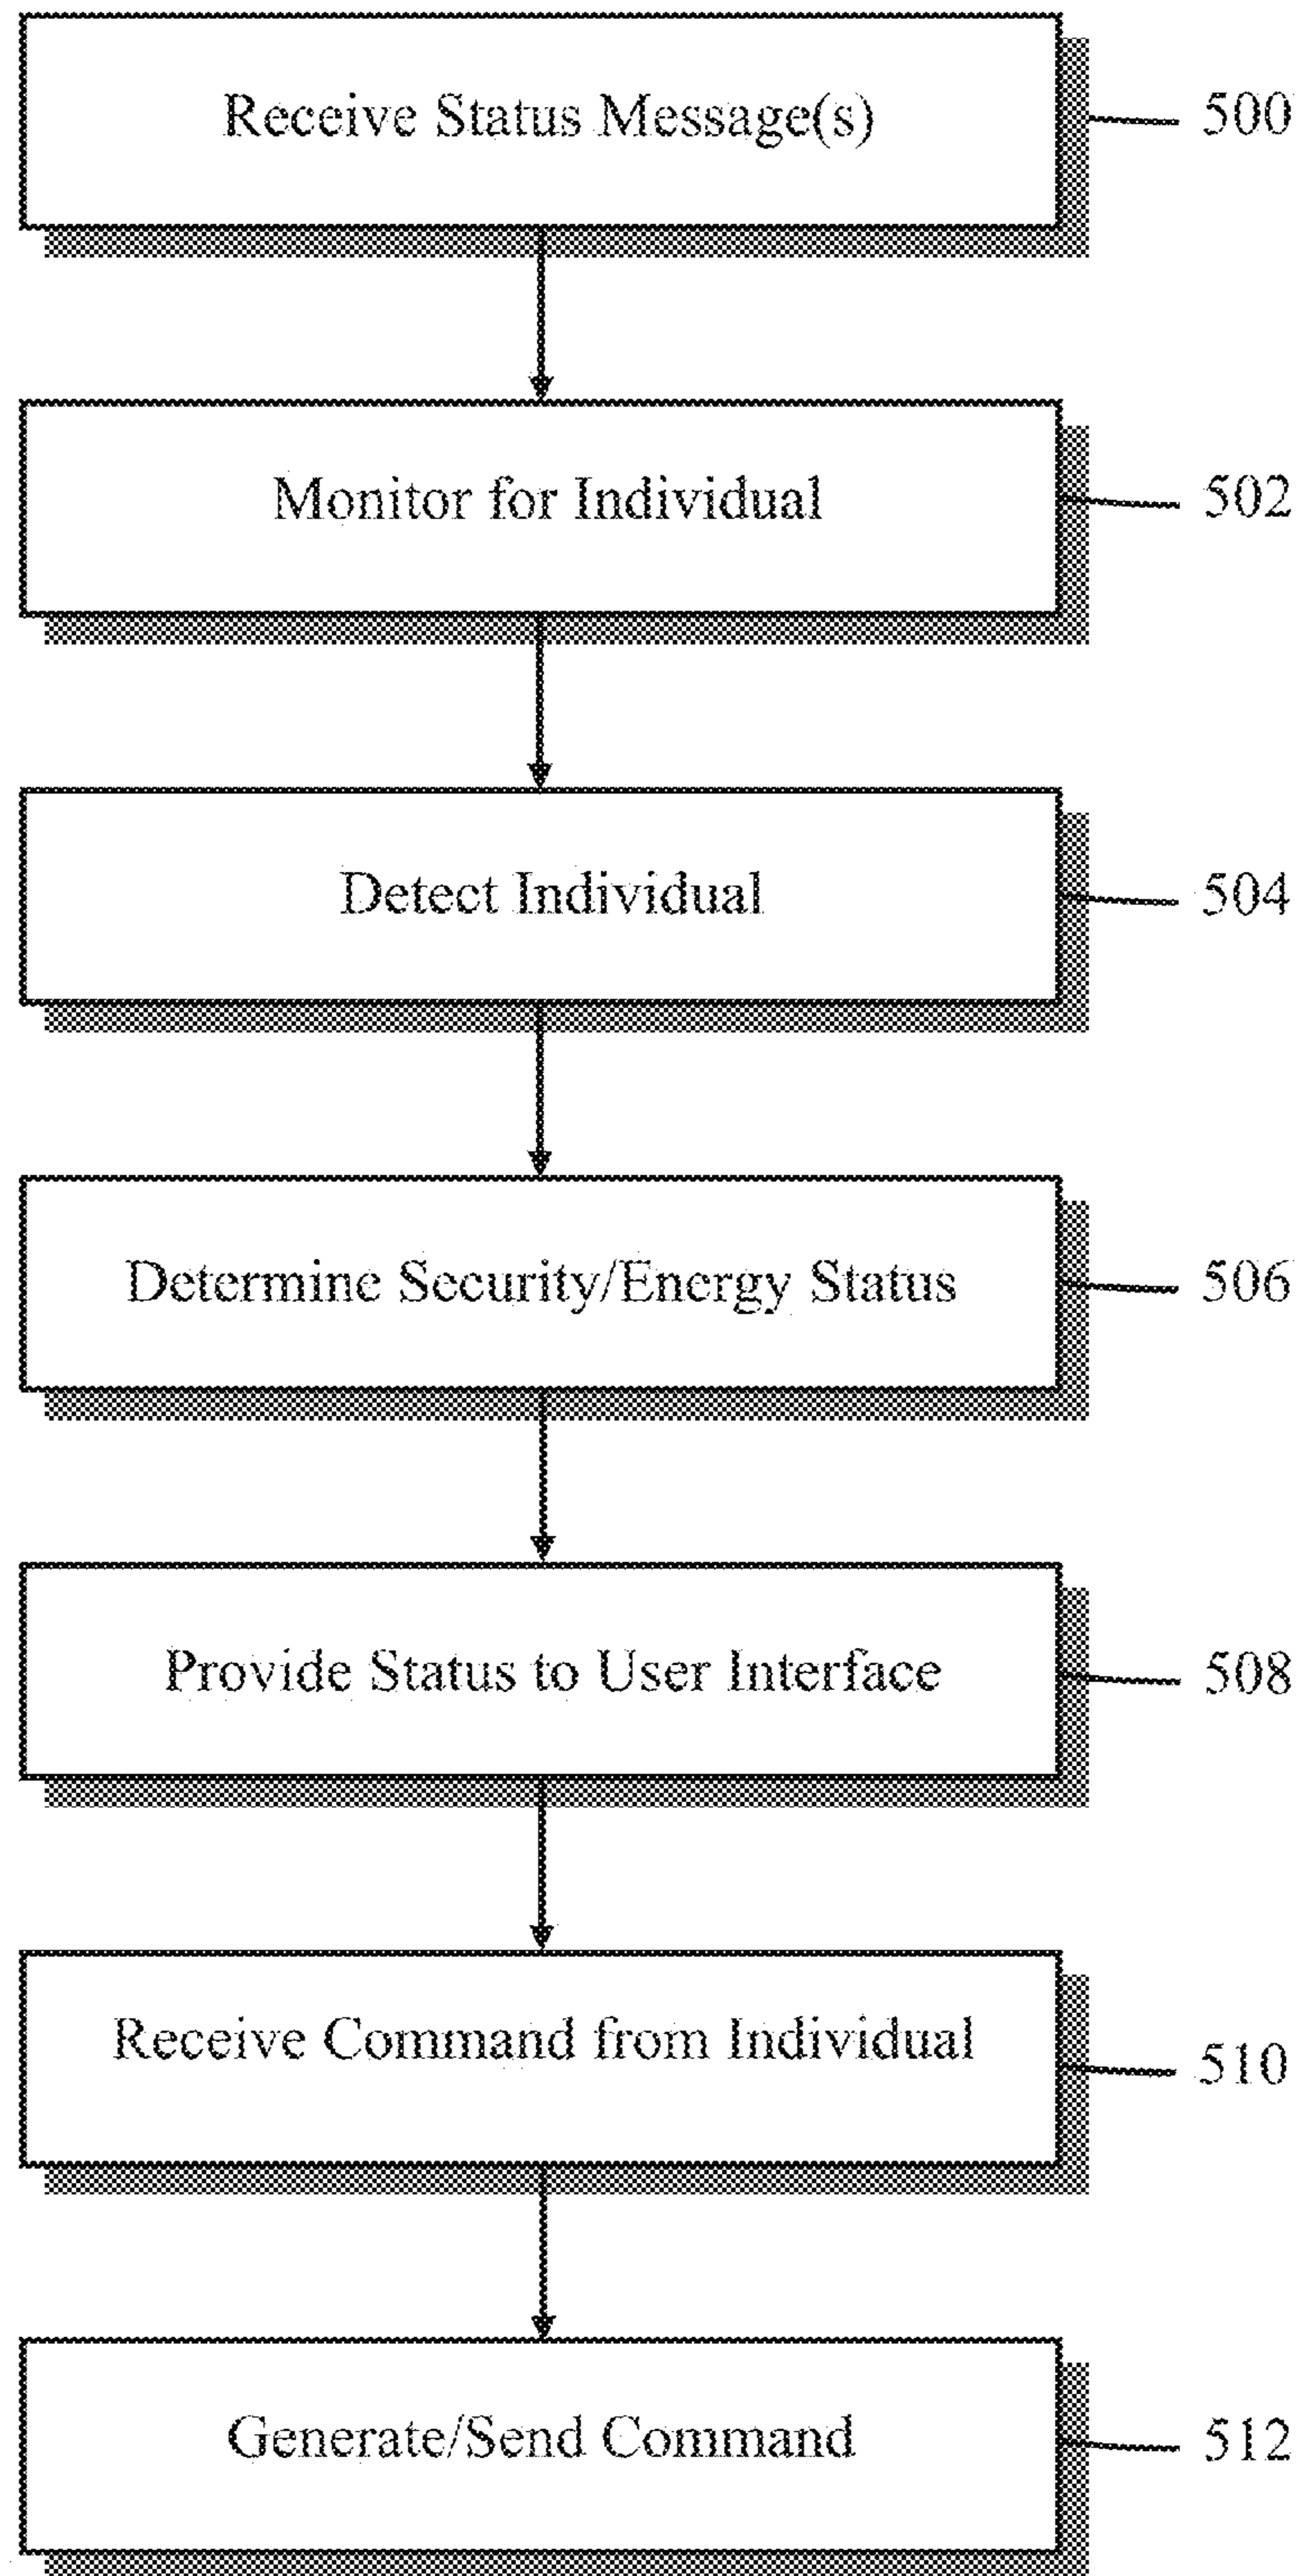 Receive Status Message(s)
500
Monitor for Individual
502
Detect Individual
504
Determine Security/Energy Status
506
Provide Status to User Interface
508
Receive Command from Individual
510
Generate/Send Command
512